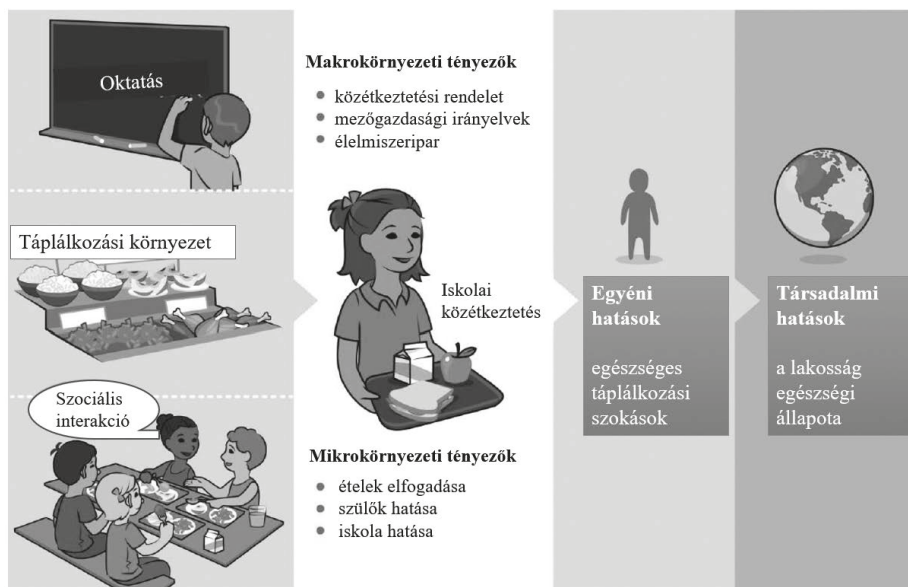 Oktatás
Táplálkozási környezet
Szociális
interakció
Makrokörnyezeti tényezők
közétkeztetési rendelet
mezőgazdasági irányelvek
élelmiszeripar
Iskolai
közétkeztetés
Mikrokörnyezeti tényezők
ételek elfogadása
szülők hatása
iskola hatása
Egyéni
hatások
egészséges
táplálkozási
szokások
Társadalmi
hatások
a lakosság
egészségi
állapota